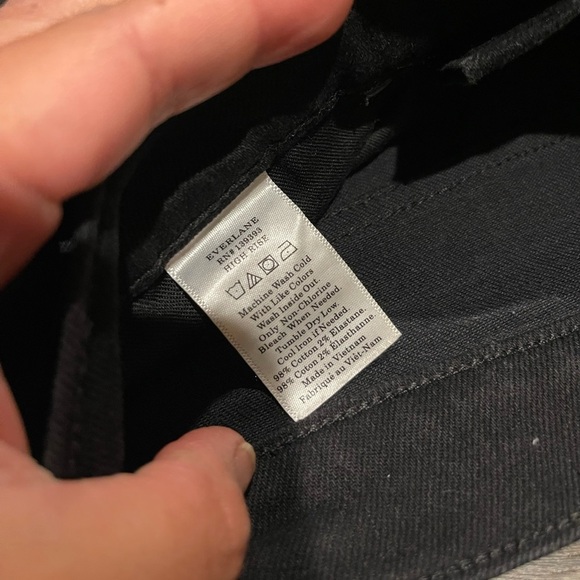 EVERLANE
RN# 139393
HIGH RISE
Machine Wash Cold
With Like Colors
Wash Inside Out.
Only Non Chlorine
Bleach When Needed.
Tumble Dry Low.
Cool Iron if Needed.
98% Cotton 2% Elastane.
98% Coton 2% Élasthanne.
Made in Vietnam
Fabriqué au Viêt-Nam